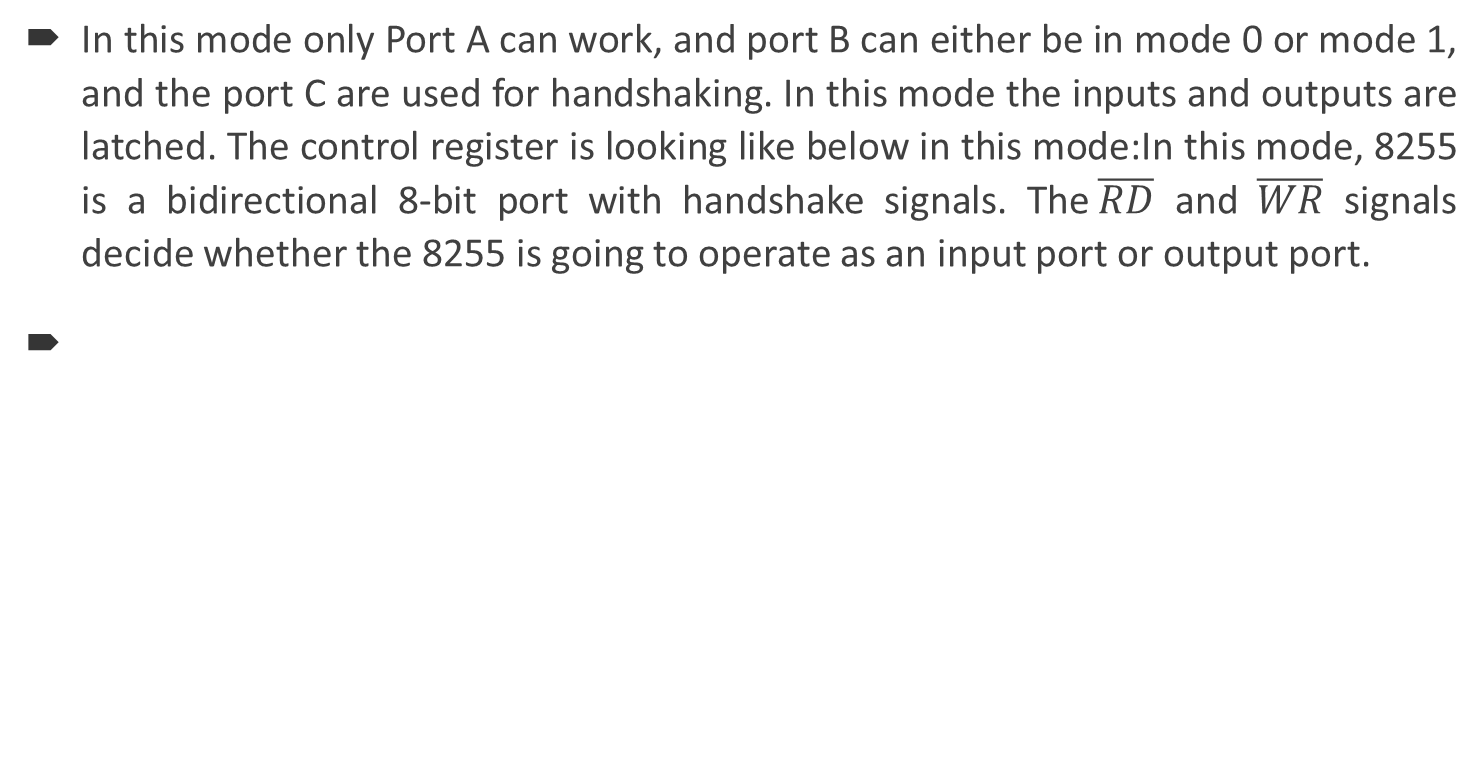 In this mode only Port A can work, and port B can either be in mode 0 or mode 1,
and the port C are used for handshaking. In this mode the inputs and outputs are
latched. The control register is looking like below in this mode:In this mode, 8255
is a bidirectional 8-bit port with handshake signals. The R̅D̅ and W̅R̅ signals
decide whether the 8255 is going to operate as an input port or output port.